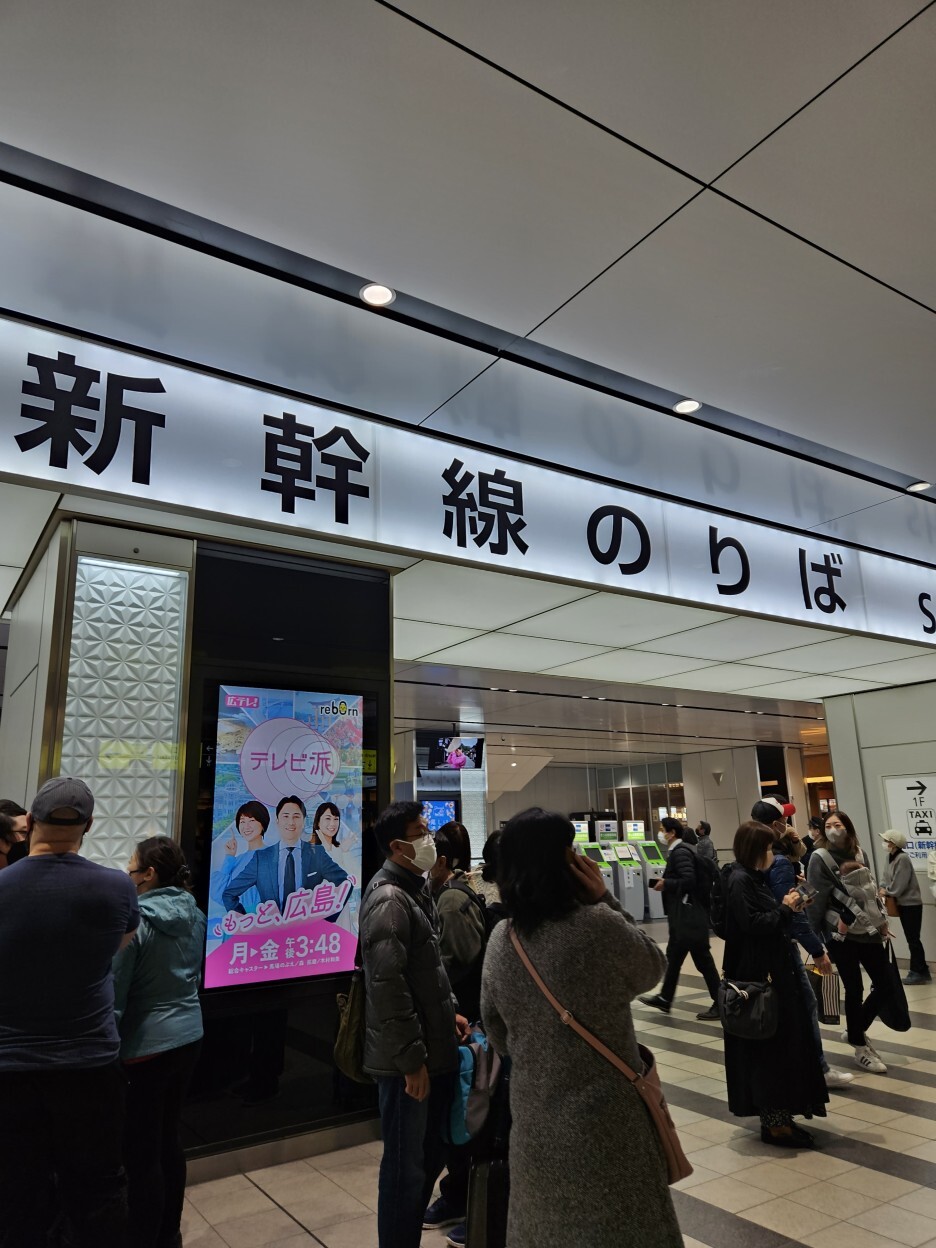 新幹線のりば S
広テレ!
reborn
テレビ派
もっと、広島!
月▶金 午後3:48
→
1F
TAXI